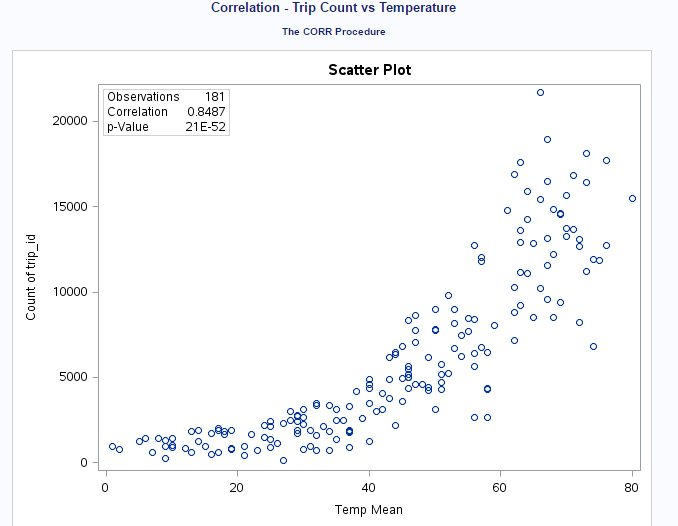 Correlation - Trip Count vs Temperature
The CORR Procedure
Scatter Plot
Observations 181
Correlation 0.8487
p-Value 21E-52
20000
15000
10000
5000
0
Count of trip_id
0 20 40 60 80
Temp Mean